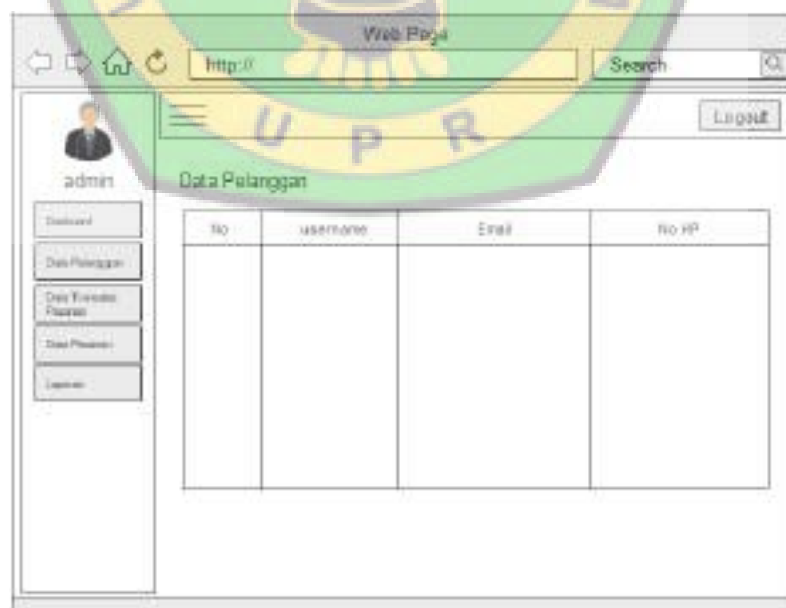 Web Page
http://
Search
U P R
Logout
admin
Data Pelanggan
Dashboard
Data Pelanggan
Data
Data Pesanan
Laporan
No username Email No HP